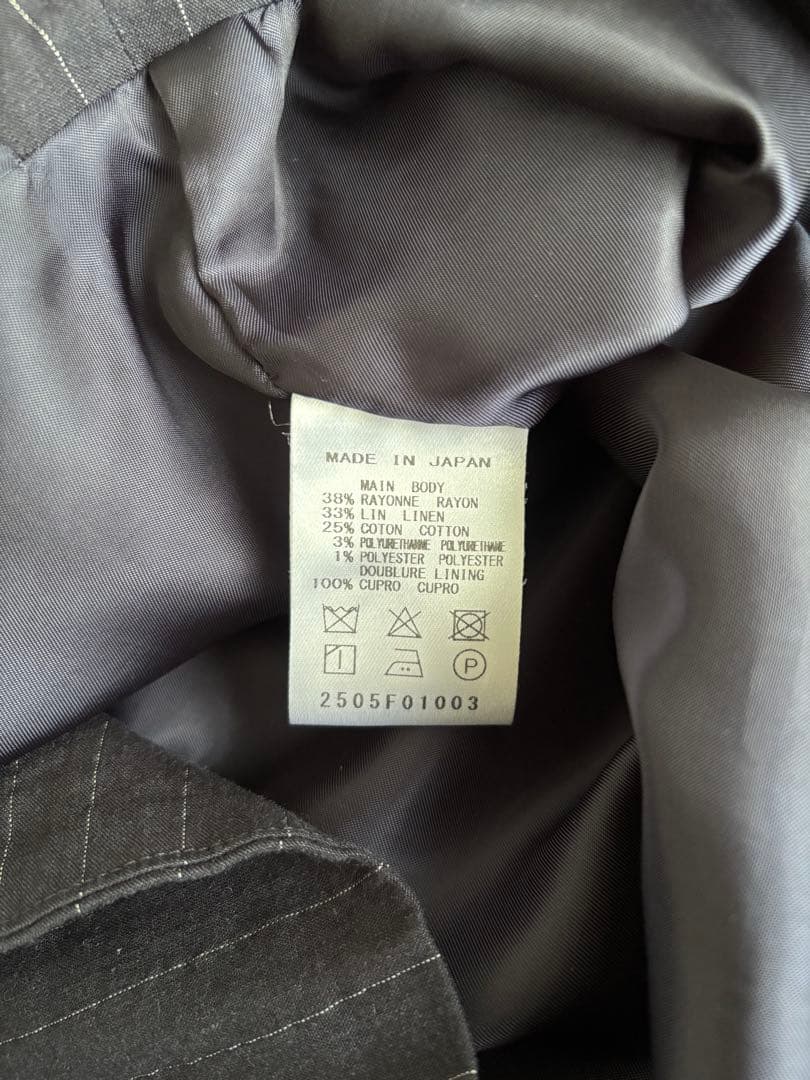 MADE IN JAPAN
MAIN BODY
38% RAYONNE RAYON
33% LIN LINEN
25% COTON COTTON
3% POLYURETHANNE POLYURETHANE
1% POLYESTER POLYESTER
DOUBLURE LINING
100% CUPRO CUPRO
P
2505F01003